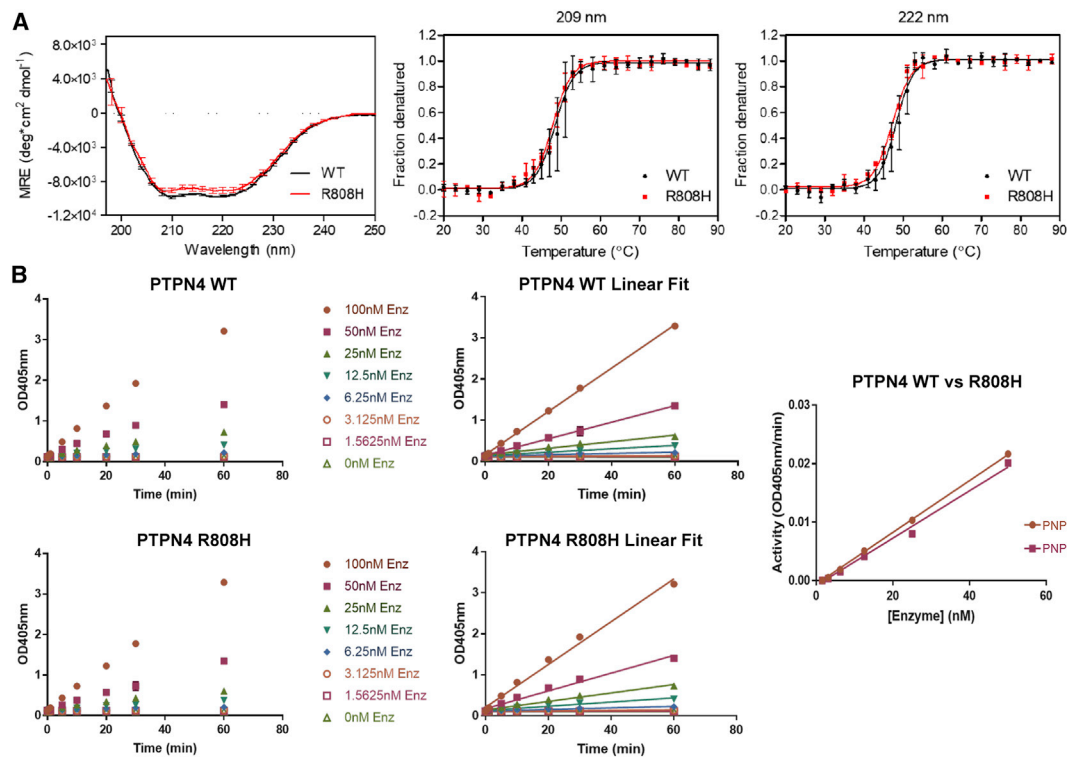 A
8.0×10³
4.0×10³
0
-4.0×10³
-8.0×10³
-1.2×10⁴
MRE (deg*cm² dmol⁻¹)
WT
R808H
200 210 220 230 240 250
Wavelength (nm)
209 nm
1.2
1.0
0.8
0.6
0.4
0.2
0.0
-0.2
Fraction denatured
WT
R808H
20 30 40 50 60 70 80 90
Temperature (°C)
222 nm
1.2
1.0
0.8
0.6
0.4
0.2
0.0
-0.2
Fraction denatured
WT
R808H
20 30 40 50 60 70 80 90
Temperature (°C)
B
PTPN4 WT
4
3
2
1
0
OD405nm
0 20 40 60 80
Time (min)
100nM Enz
50nM Enz
25nM Enz
12.5nM Enz
6.25nM Enz
3.125nM Enz
1.5625nM Enz
0nM Enz
PTPN4 WT Linear Fit
4
3
2
1
0
OD405nm
0 20 40 60 80
Time (min)
PTPN4 R808H
4
3
2
1
0
OD405nm
0 20 40 60 80
Time (min)
100nM Enz
50nM Enz
25nM Enz
12.5nM Enz
6.25nM Enz
3.125nM Enz
1.5625nM Enz
0nM Enz
PTPN4 R808H Linear Fit
4
3
2
1
0
OD405nm
0 20 40 60 80
Time (min)
PTPN4 WT vs R808H
0.03
0.02
0.01
0.00
Activity (OD405nm/min)
0 20 40 60
[Enzyme] (nM)
PNP
PNP